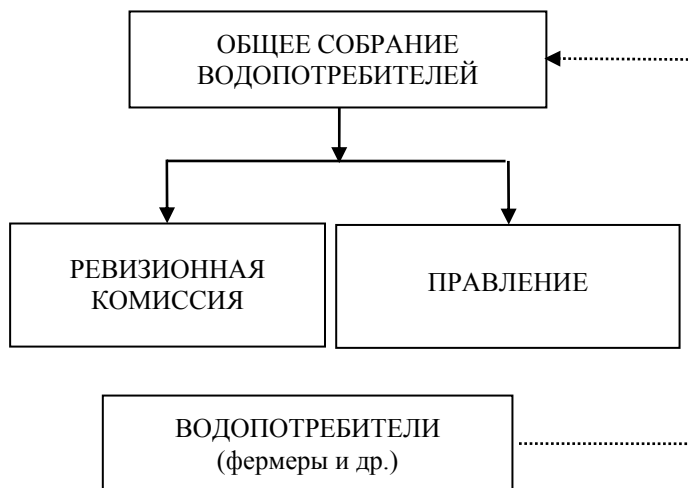 ОБЩЕЕ СОБРАНИЕ
ВОДОПОТРЕБИТЕЛЕЙ
РЕВИЗИОННАЯ
КОМИССИЯ
ПРАВЛЕНИЕ
ВОДОПОТРЕБИТЕЛИ
(фермеры и др.)